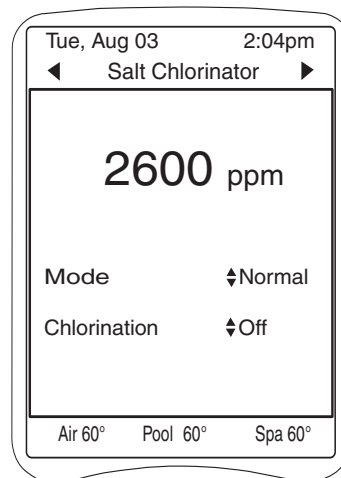 Tue, Aug 03 2:04pm
Salt Chlorinator
2600 ppm
Mode Normal
Chlorination Off
Air 60° Pool 60° Spa 60°